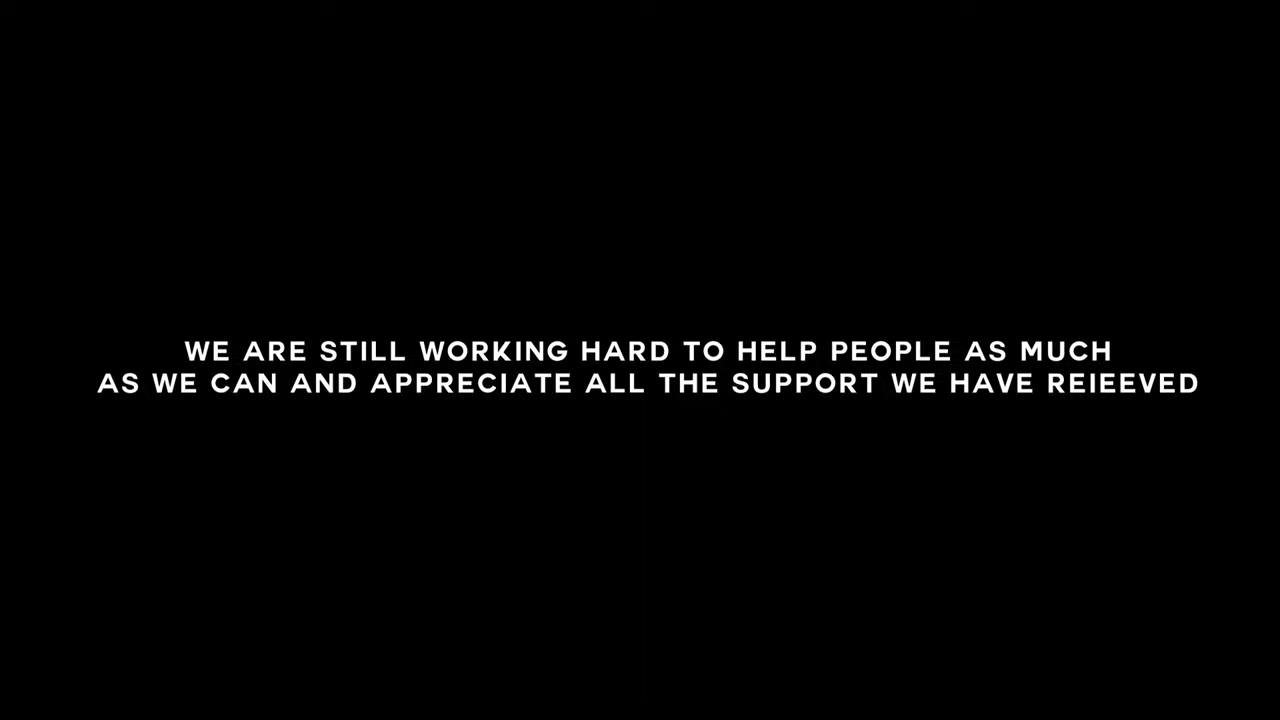 WE ARE STILL WORKING HARD TO HELP PEOPLE AS MUCH
AS WE CAN AND APPRECIATE ALL THE SUPPORT WE HAVE REIEEVED